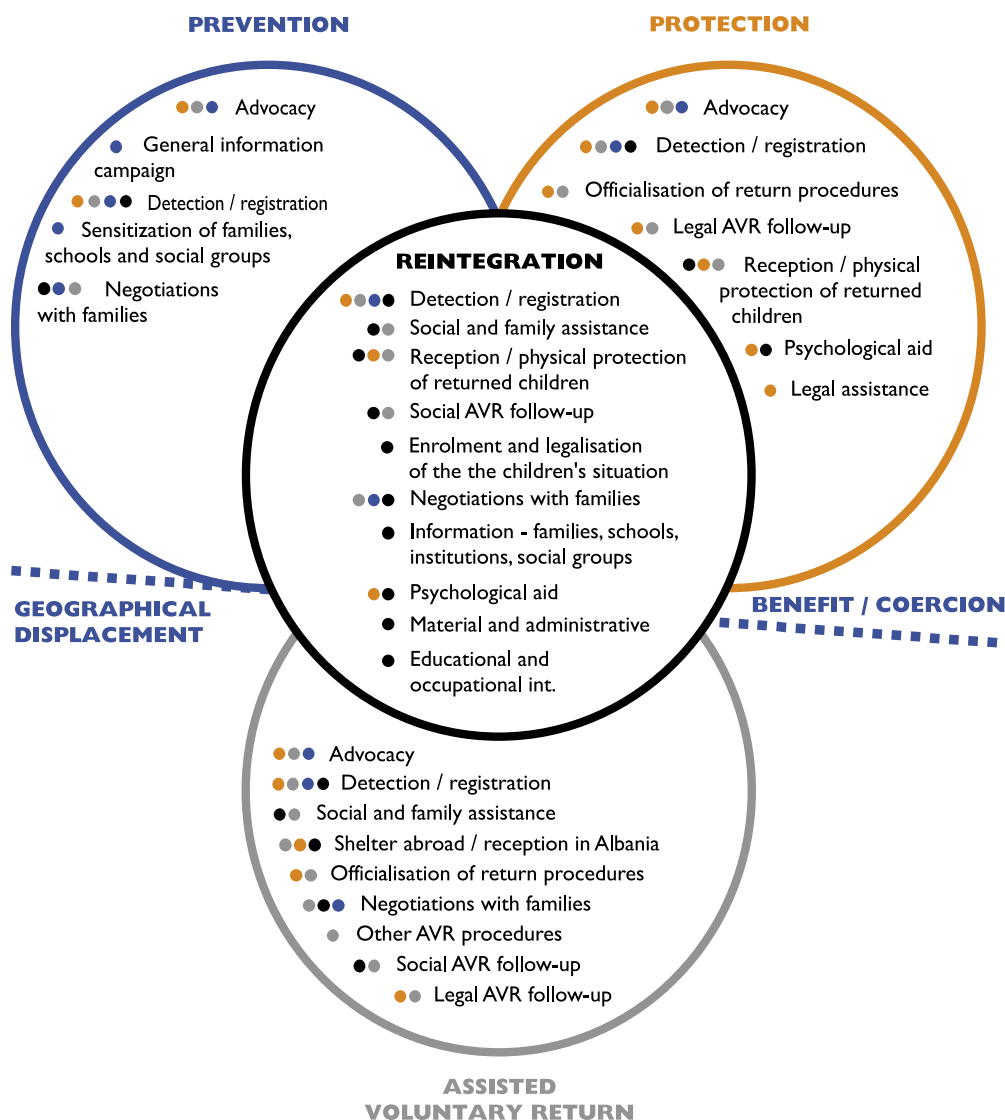 PREVENTION
PROTECTION
Advocacy
General information
campaign
Detection / registration
Sensitization of families,
schools and social groups
Negotiations
with families
Advocacy
Detection / registration
Officialisation of return procedures
Legal AVR follow-up
Reception / physical
protection of returned
children
Psychological aid
Legal assistance
REINTEGRATION
Detection / registration
Social and family assistance
Reception / physical protection
of returned children
Social AVR follow-up
Enrolment and legalisation
of the the children's situation
Negotiations with families
Information - families, schools,
institutions, social groups
Psychological aid
Material and administrative
Educational and
occupational int.
GEOGRAPHICAL
DISPLACEMENT
BENEFIT / COERCION
Advocacy
Detection / registration
Social and family assistance
Shelter abroad / reception in Albania
Officialisation of return procedures
Negotiations with families
Other AVR procedures
Social AVR follow-up
Legal AVR follow-up
ASSISTED
VOLUNTARY RETURN